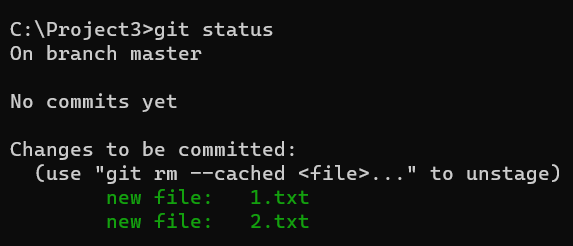 C:\Project3>git status
On branch master
No commits yet
Changes to be committed:
(use "git rm --cached <file>..." to unstage)
new file: 1.txt
new file: 2.txt